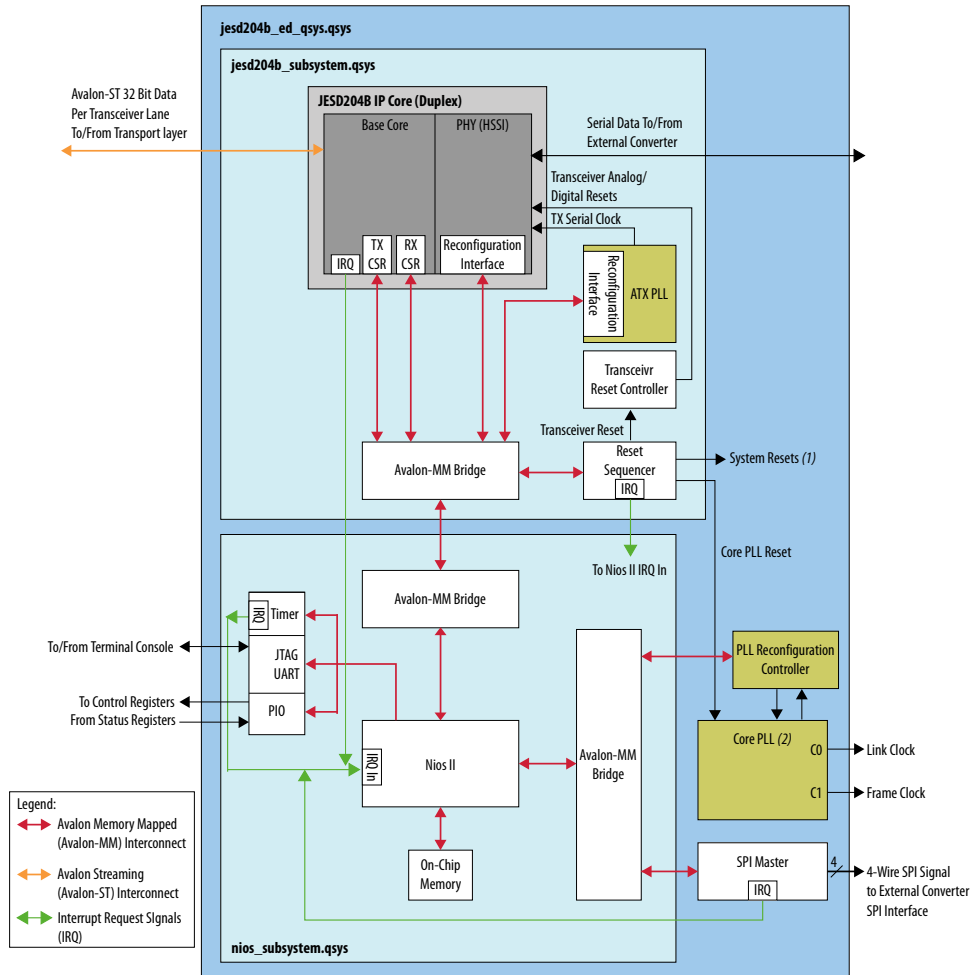 jesd204b_ed_qsys.qsys
jesd204b_subsystem.qsys
Avalon-ST 32 Bit Data
Per Transceiver Lane
To/From Transport layer
JESD204B IP Core (Duplex)
Base Core
PHY (HSSI)
Serial Data To/From
External Converter
Transceiver Analog/
Digital Resets
TX Serial Clock
IRQ
TX
CSR
RX
CSR
Reconfiguration
Interface
Reconfiguration
Interface
ATX PLL
Transceivr
Reset Controller
Transceiver Reset
Avalon-MM Bridge
Reset
Sequencer
IRQ
System Resets (1)
Core PLL Reset
To Nios II IRQ In
Avalon-MM Bridge
IRQ
Timer
To/From Terminal Console
JTAG
UART
To Control Registers
From Status Registers
PIO
PLL Reconfiguration
Controller
Core PLL (2)
C0
Link Clock
C1
Frame Clock
IRQ In
Nios II
Avalon-MM
Bridge
On-Chip
Memory
SPI Master
IRQ
4
4-Wire SPI Signal
to External Converter
SPI Interface
Legend:
Avalon Memory Mapped
(Avalon-MM) Interconnect
Avalon Streaming
(Avalon-ST) Interconnect
Interrupt Request SIgnals
(IRQ)
nios_subsystem.qsys